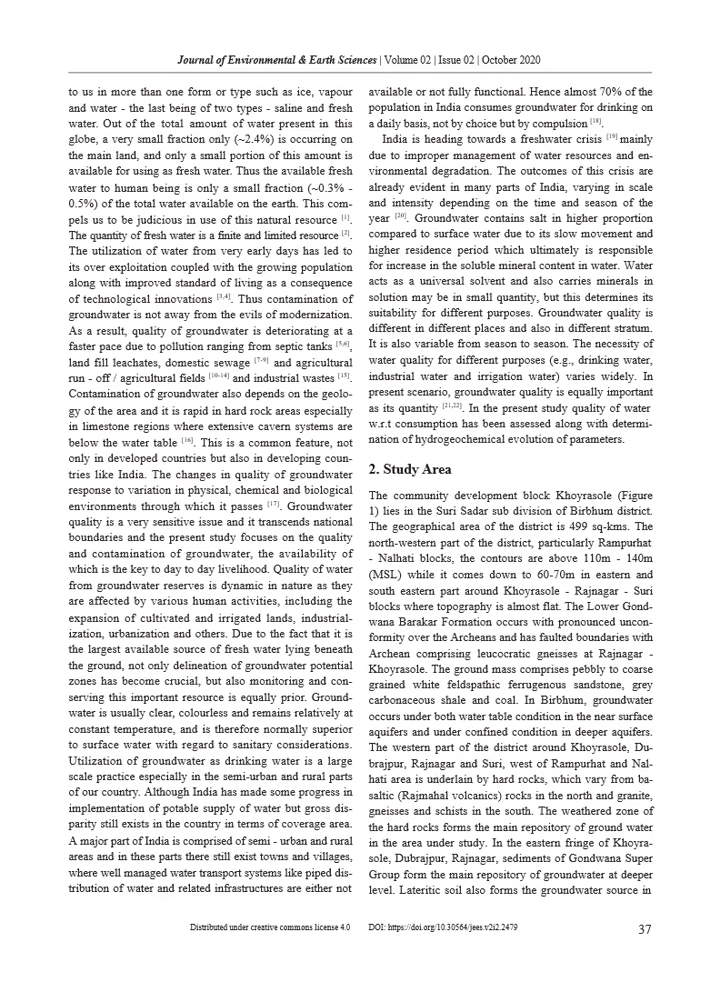 Journal of Environmental & Earth Sciences | Volume 02 | Issue 02 | October 2020
to us in more than one form or type such as ice, vapour
and water - the last being of two types - saline and fresh
water. Out of the total amount of water present in this
globe, a very small fraction only (~2.4%) is occurring on
the main land, and only a small portion of this amount is
available for using as fresh water. Thus the available fresh
water to human being is only a small fraction (~0.3% -
0.5%) of the total water available on the earth. This com-
pels us to be judicious in use of this natural resource [1].
The quantity of fresh water is a finite and limited resource [2].
The utilization of water from very early days has led to
its over exploitation coupled with the growing population
along with improved standard of living as a consequence
of technological innovations [3,4]. Thus contamination of
groundwater is not away from the evils of modernization.
As a result, quality of groundwater is deteriorating at a
faster pace due to pollution ranging from septic tanks [5,6],
land fill leachates, domestic sewage [7-9] and agricultural
run - off / agricultural fields [10-14] and industrial wastes [15].
Contamination of groundwater also depends on the geolo-
gy of the area and it is rapid in hard rock areas especially
in limestone regions where extensive cavern systems are
below the water table [16]. This is a common feature, not
only in developed countries but also in developing coun-
tries like India. The changes in quality of groundwater
response to variation in physical, chemical and biological
environments through which it passes [17]. Groundwater
quality is a very sensitive issue and it transcends national
boundaries and the present study focuses on the quality
and contamination of groundwater, the availability of
which is the key to day to day livelihood. Quality of water
from groundwater reserves is dynamic in nature as they
are affected by various human activities, including the
expansion of cultivated and irrigated lands, industrial-
ization, urbanization and others. Due to the fact that it is
the largest available source of fresh water lying beneath
the ground, not only delineation of groundwater potential
zones has become crucial, but also monitoring and con-
serving this important resource is equally prior. Ground-
water is usually clear, colourless and remains relatively at
constant temperature, and is therefore normally superior
to surface water with regard to sanitary considerations.
Utilization of groundwater as drinking water is a large
scale practice especially in the semi-urban and rural parts
of our country. Although India has made some progress in
implementation of potable supply of water but gross dis-
parity still exists in the country in terms of coverage area.
A major part of India is comprised of semi - urban and rural
areas and in these parts there still exist towns and villages,
where well managed water transport systems like piped dis-
tribution of water and related infrastructures are either not
available or not fully functional. Hence almost 70% of the
population in India consumes groundwater for drinking on
a daily basis, not by choice but by compulsion [18].
India is heading towards a freshwater crisis [19] mainly
due to improper management of water resources and en-
vironmental degradation. The outcomes of this crisis are
already evident in many parts of India, varying in scale
and intensity depending on the time and season of the
year [20]. Groundwater contains salt in higher proportion
compared to surface water due to its slow movement and
higher residence period which ultimately is responsible
for increase in the soluble mineral content in water. Water
acts as a universal solvent and also carries minerals in
solution may be in small quantity, but this determines its
suitability for different purposes. Groundwater quality is
different in different places and also in different stratum.
It is also variable from season to season. The necessity of
water quality for different purposes (e.g., drinking water,
industrial water and irrigation water) varies widely. In
present scenario, groundwater quality is equally important
as its quantity [21,22]. In the present study quality of water
w.r.t consumption has been assessed along with determi-
nation of hydrogeochemical evolution of parameters.
2. Study Area
The community development block Khoyrasole (Figure
1) lies in the Suri Sadar sub division of Birbhum district.
The geographical area of the district is 499 sq-kms. The
north-western part of the district, particularly Rampurhat
- Nalhati blocks, the contours are above 110m - 140m
(MSL) while it comes down to 60-70m in eastern and
south eastern part around Khoyrasole - Rajnagar - Suri
blocks where topography is almost flat. The Lower Gond-
wana Barakar Formation occurs with pronounced uncon-
formity over the Archeans and has faulted boundaries with
Archean comprising leucocratic gneisses at Rajnagar -
Khoyrasole. The ground mass comprises pebbly to coarse
grained white feldspathic ferrugenous sandstone, grey
carbonaceous shale and coal. In Birbhum, groundwater
occurs under both water table condition in the near surface
aquifers and under confined condition in deeper aquifers.
The western part of the district around Khoyrasole, Du-
brajpur, Rajnagar and Suri, west of Rampurhat and Nal-
hati area is underlain by hard rocks, which vary from ba-
saltic (Rajmahal volcanics) rocks in the north and granite,
gneisses and schists in the south. The weathered zone of
the hard rocks forms the main repository of ground water
in the area under study. In the eastern fringe of Khoyra-
sole, Dubrajpur, Rajnagar, sediments of Gondwana Super
Group form the main repository of groundwater at deeper
level. Lateritic soil also forms the groundwater source in
Distributed under creative commons license 4.0 DOI: https://doi.org/10.30564/jees.v2i2.2479 37